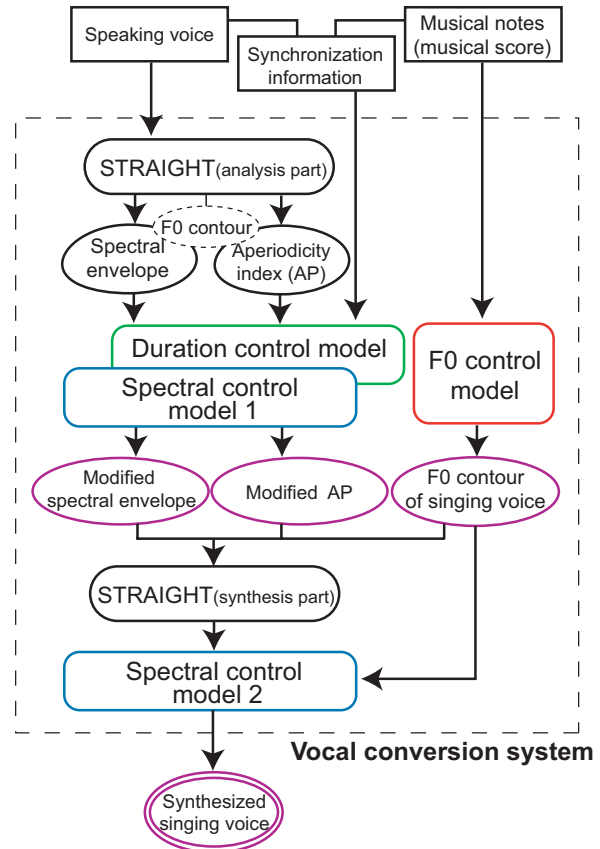 Speaking voice
Synchronization
information
Musical notes
(musical score)
STRAIGHT(analysis part)
F0 contour
Spectral
envelope
Aperiodicity
index (AP)
Duration control model
Spectral control
model 1
F0 control
model
Modified
spectral envelope
Modified AP
F0 contour
of singing voice
STRAIGHT(synthesis part)
Spectral control
model 2
Vocal conversion system
Synthesized
singing voice